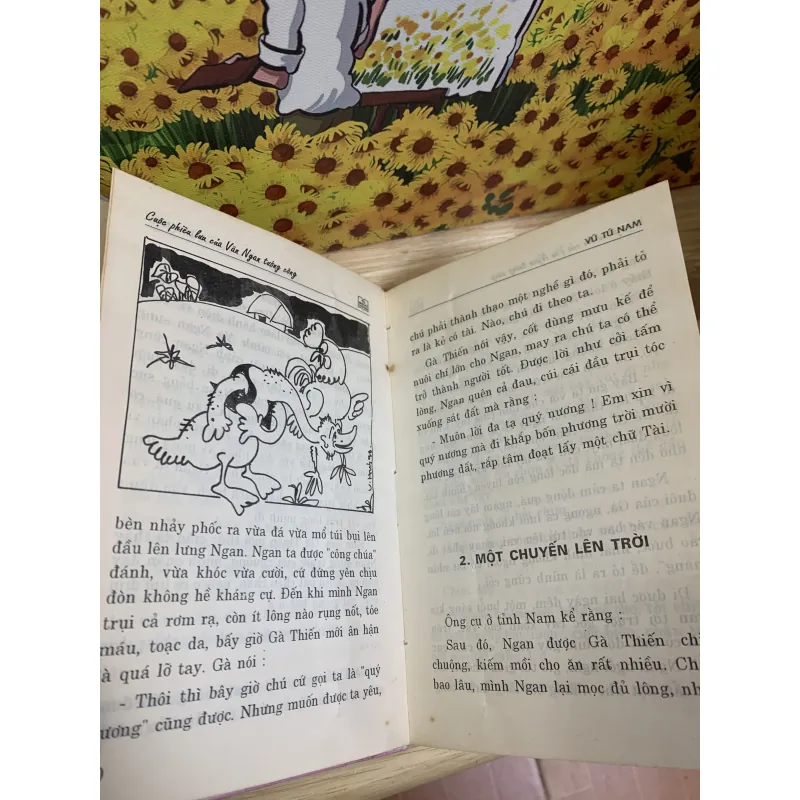 Cuộc phiêu lưu của Văn Ngan tướng công
bèn nhảy phốc ra vừa đá vừa mổ túi bụi lên
đầu lên lưng Ngan. Ngan ta được "công chúa"
đánh, vừa khóc vừa cười, cứ đứng yên chịu
đòn không hề kháng cự. Đến khi mình Ngan
trụi cả rơm rạ, còn ít lông nào rụng nốt, tóe
máu, toạc da, bấy giờ Gà Thiến mới ân hận
à quá lỡ tay. Gà nói :
- Thôi thì bây giờ chú cứ gọi ta là "quý
ương" cũng được. Nhưng muốn được ta yêu,
VŨ TÚ NAM
chú phải thành thạo một nghề gì đó, phải tỏ
ra là kẻ có tài. Nào, chú đi theo ta.
Gà Thiến nói vậy, cốt dùng mưu kế để
nuôi chí lớn cho Ngan, may ra chú ta có thể
trở thành người tốt. Được lời như cởi tấm
lòng, Ngan quên cả đau, cúi cái đầu trụi tóc
xuống sát đất mà rằng :
- Muôn lời đa tạ quý nương ! Em xin vì
quý nương mà đi khắp bốn phương trời mười
phương đất, rắp tâm đoạt lấy một chữ Tài.
2. MỘT CHUYẾN LÊN TRỜI
Ông cụ ở tỉnh Nam kể rằng :
Sau đó, Ngan được Gà Thiến chi
chuộng, kiếm mồi cho ăn rất nhiều. Ch
bao lâu, mình Ngan lại mọc đủ lông, nh